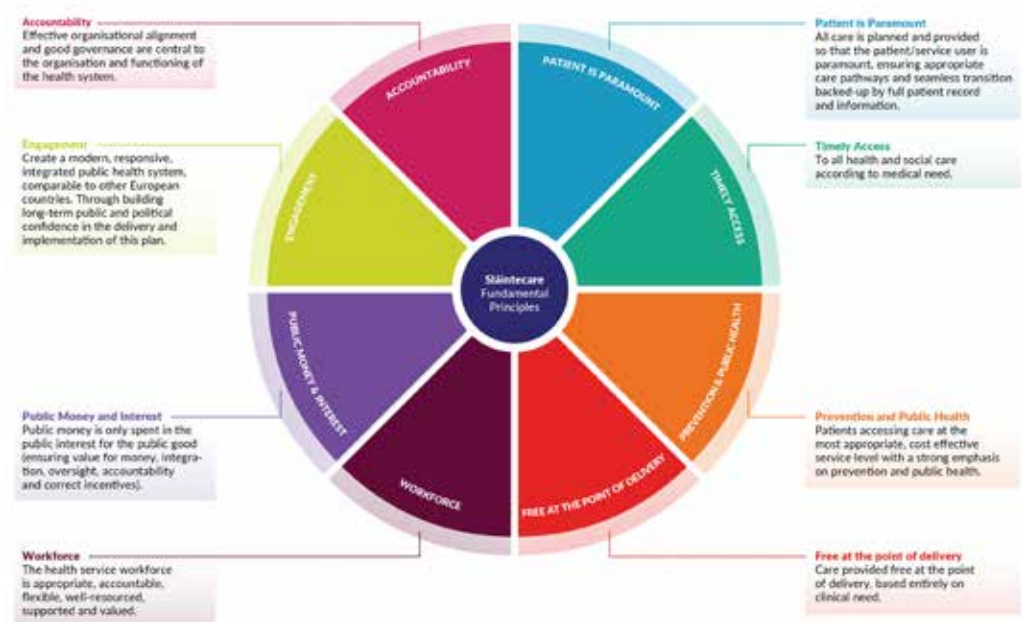 Accountability
Effective organisational alignment
and good governance are central to
the organisation and functioning of
the health system.
Engagement
Create a modern, responsive,
integrated public health system,
comparable to other European
countries. Through building
long-term public and political
confidence in the delivery and
implementation of this plan.
Public Money and Interest
Public money is only spent in the
public interest for the public good
(ensuring value for money, integra-
tion, oversight, accountability
and correct incentives).
Workforce
The health service workforce
is appropriate, accountable,
flexible, well-resourced,
supported and valued.
ACCOUNTABILITY
PATIENT IS PARAMOUNT
ENGAGEMENT
TIMELY ACCESS
Sláintecare
Fundamental
Principles
PUBLIC MONEY & INTEREST
PREVENTION & PUBLIC HEALTH
WORKFORCE
FREE AT THE POINT OF DELIVERY
Patient is Paramount
All care is planned and provided
so that the patient/service user is
paramount, ensuring appropriate
care pathways and seamless transition
backed-up by full patient record
and information.
Timely Access
To all health and social care
according to medical need.
Prevention and Public Health
Patients accessing care at the
most appropriate, cost effective
service level with a strong emphasis
on prevention and public health.
Free at the point of delivery
Care provided free at the point
of delivery, based entirely on
clinical need.